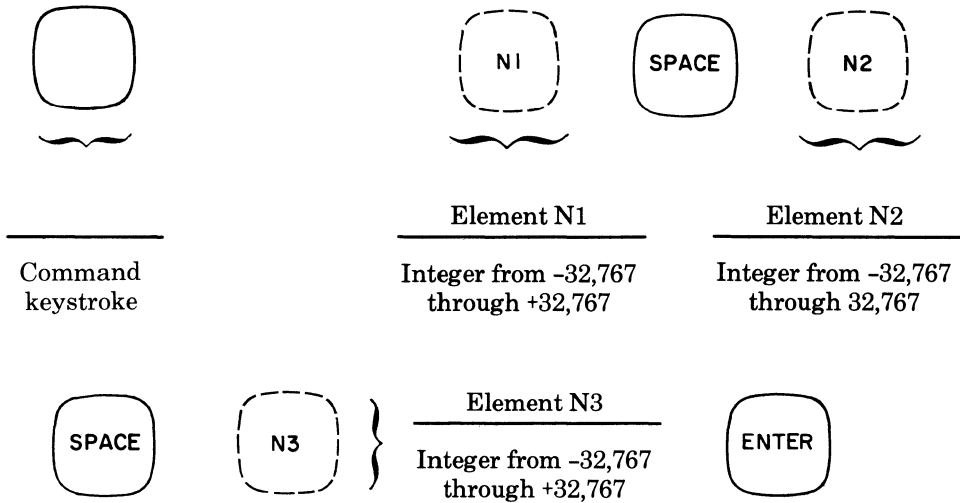 N1 SPACE N2
Element N1 Element N2
Command keystroke
Integer from -32,767 through +32,767
Integer from -32,767 through 32,767
SPACE N3
Element N3
Integer from -32,767 through +32,767
ENTER